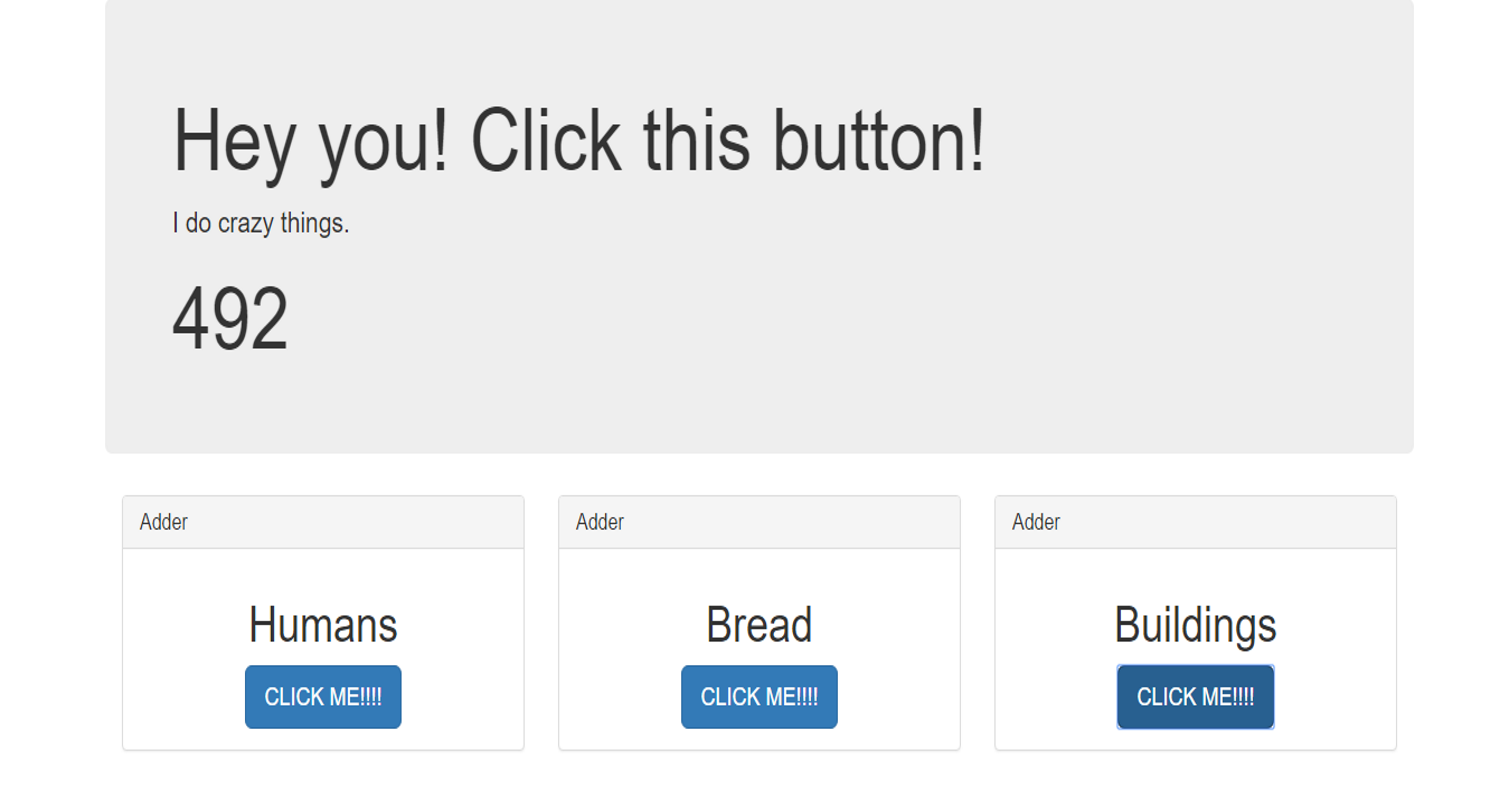 Hey you! Click this button!
I do crazy things.
492
Adder
Humans
CLICK ME!!!!
Adder
Bread
CLICK ME!!!!
Adder
Buildings
CLICK ME!!!!